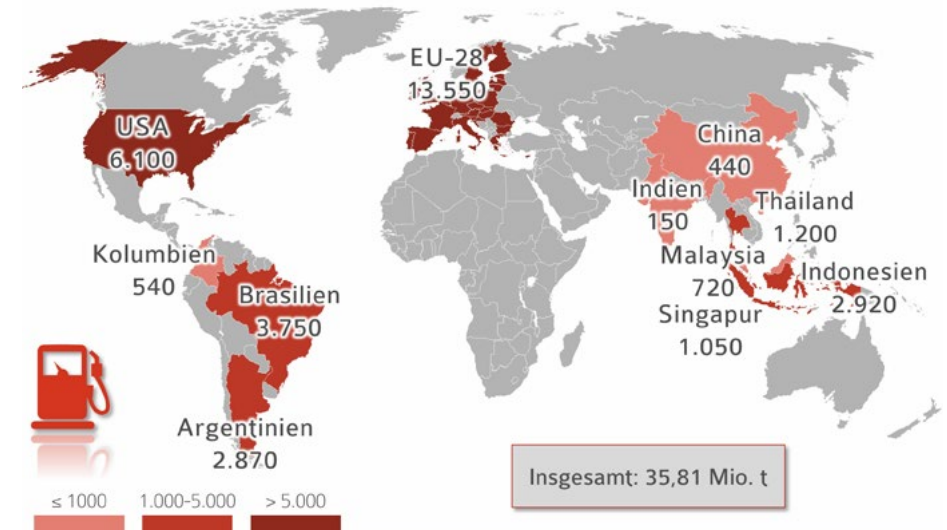 EU-28
13.550
USA
6.100
China
440
Indien
150
Thailand
1.200
Malaysia
720
Kolumbien
540
Indonesien
2.920
Brasilien
3.750
Singapur
1.050
Argentinien
2.870
Insgesamt: 35,81 Mio. t
≤ 1000 1.000-5.000 > 5.000